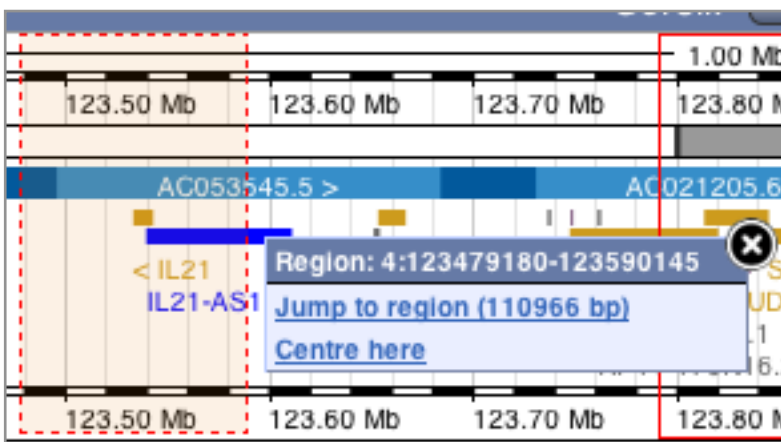 1.00 Mb
123.50 Mb 123.60 Mb 123.70 Mb 123.80 M
AC053545.5 > AC021205.6
< IL21
Region: 4:123479180-123590145
IL21-AS1
Jump to region (110966 bp)
UD
Centre here
123.50 Mb 123.60 Mb 123.70 Mb 123.80 M